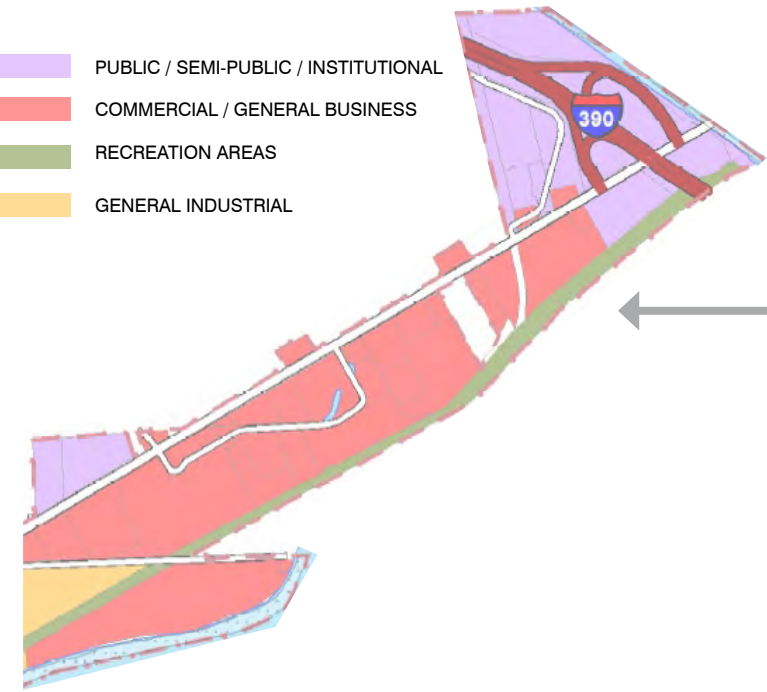 PUBLIC / SEMI-PUBLIC / INSTITUTIONAL
COMMERCIAL / GENERAL BUSINESS
RECREATION AREAS
GENERAL INDUSTRIAL
390